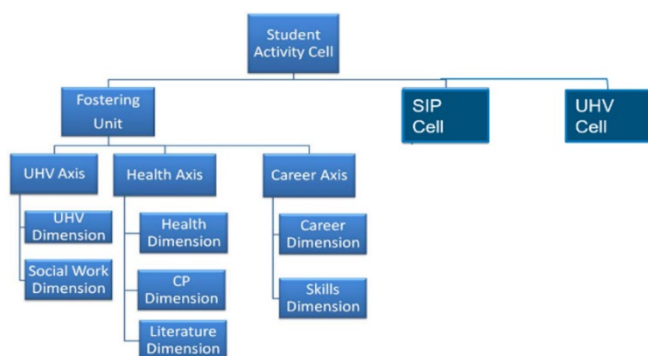 Student
Activity Cell
Fostering
Unit
SIP
Cell
UHV
Cell
UHV Axis
Health Axis
Career Axis
UHV
Dimension
Health
Dimension
Career
Dimension
Social Work
Dimension
CP
Dimension
Skills
Dimension
Literature
Dimension